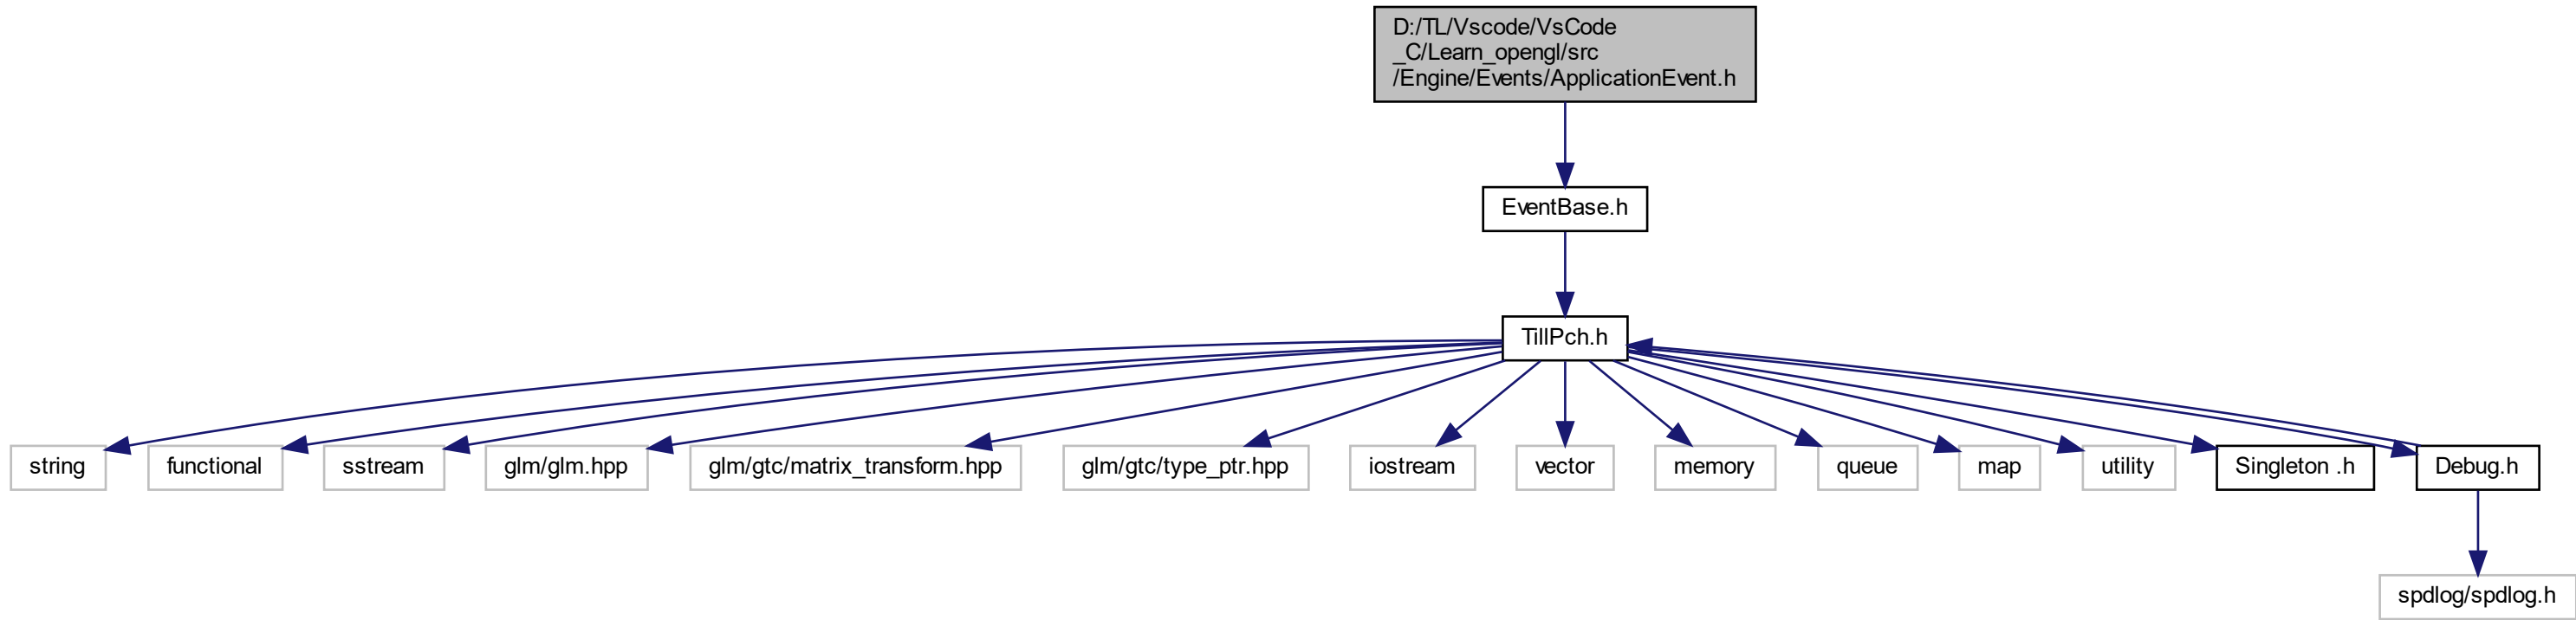 D:/TL/Vscode/VsCode
_C/Learn_opengl/src
/Engine/Events/ApplicationEvent.h
EventBase.h
TillPch.h
string
functional
sstream
glm/glm.hpp
glm/gtc/matrix_transform.hpp
glm/gtc/type_ptr.hpp
iostream
vector
memory
queue
map
utility
Singleton .h
Debug.h
spdlog/spdlog.h